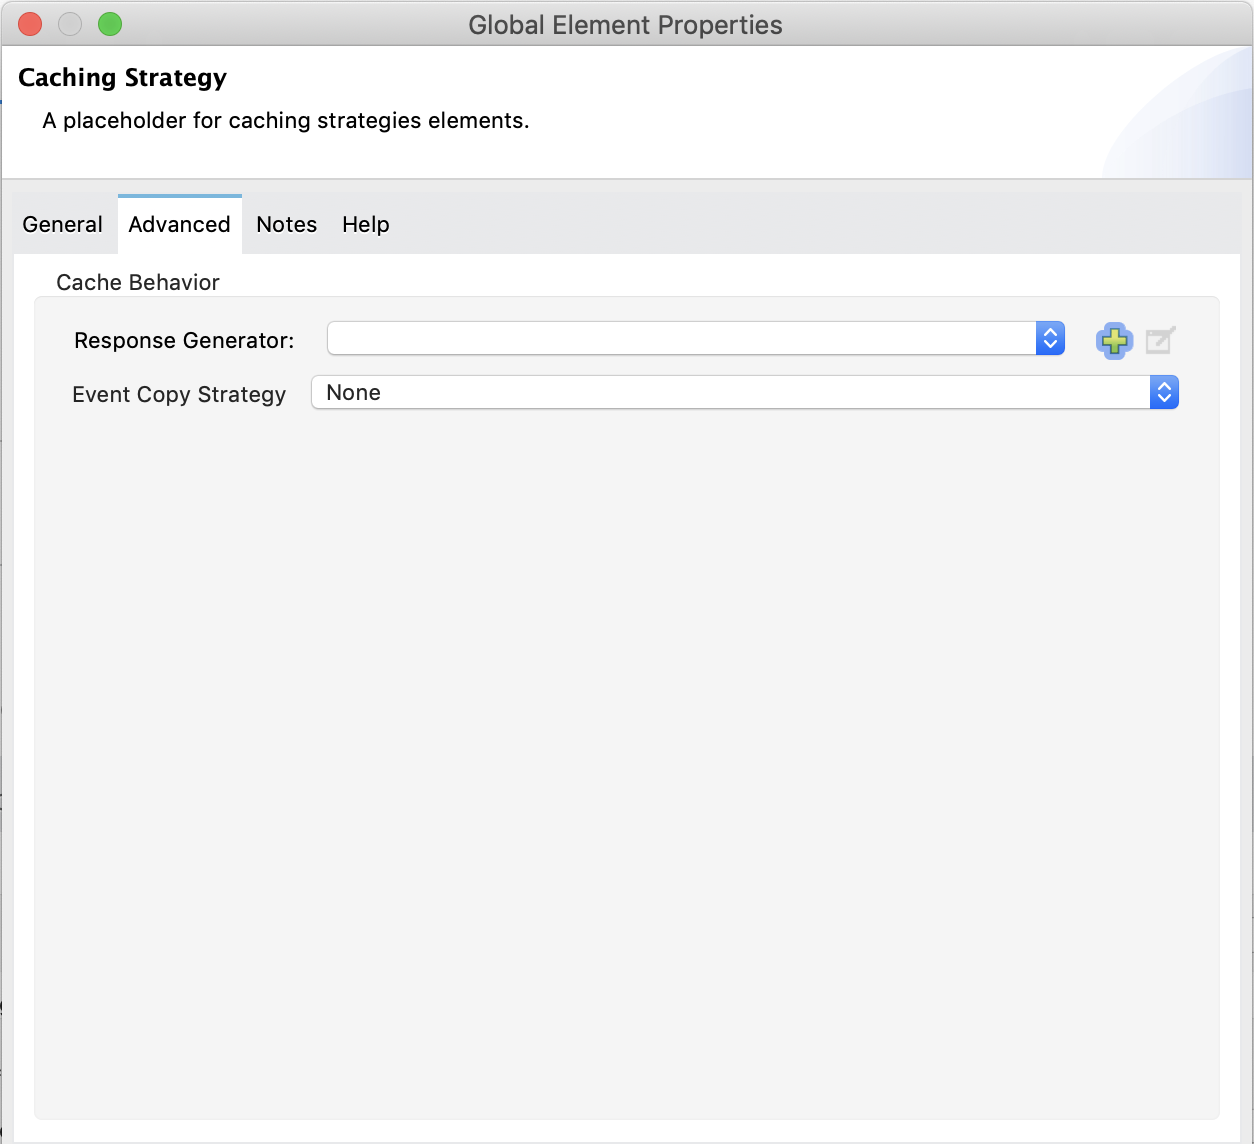 Global Element Properties
Caching Strategy
A placeholder for caching strategies elements.
General Advanced Notes Help
Cache Behavior
Response Generator:
Event Copy Strategy None